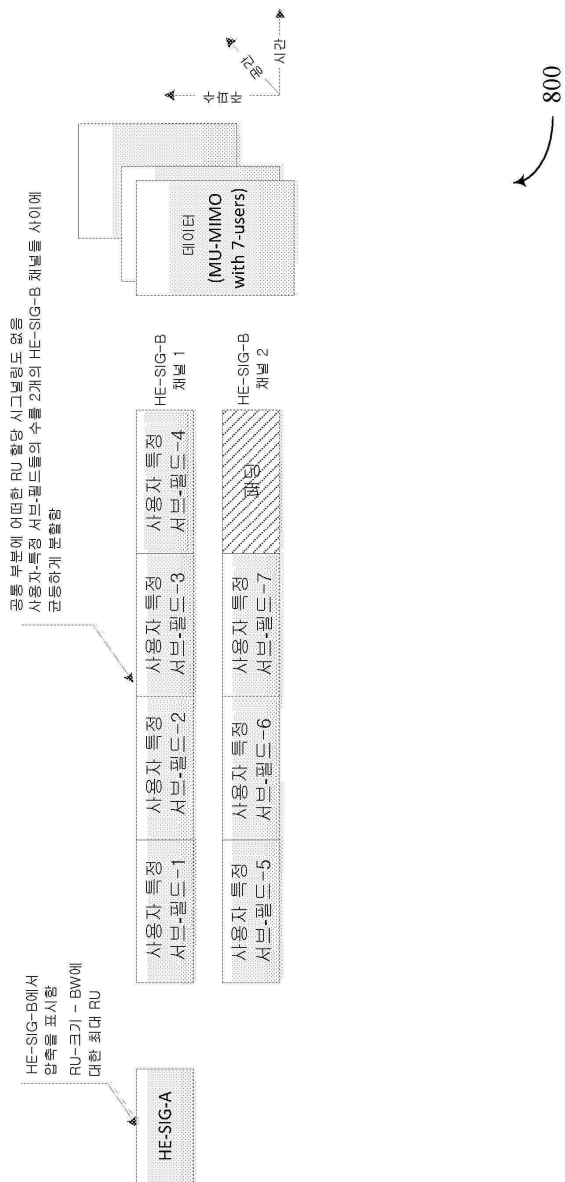 HE-SIG-B에서
압축을 표시함
RU-크기 - BW에
대한 최대 RU
공통 부분에 어떠한 RU 할당 시그널링도 없음
사용자-특정 서브-필드들의 수를 2개의 HE-SIG-B 채널들 사이에
균등하게 분할함
HE-SIG-A
사용자 특정
서브-필드-1
사용자 특정
서브-필드-2
사용자 특정
서브-필드-3
사용자 특정
서브-필드-4
HE-SIG-B
채널 1
사용자 특정
서브-필드-5
사용자 특정
서브-필드-6
사용자 특정
서브-필드-7
패딩
HE-SIG-B
채널 2
데이터
(MU-MIMO
with 7-users)
주파수
공간
시간
800